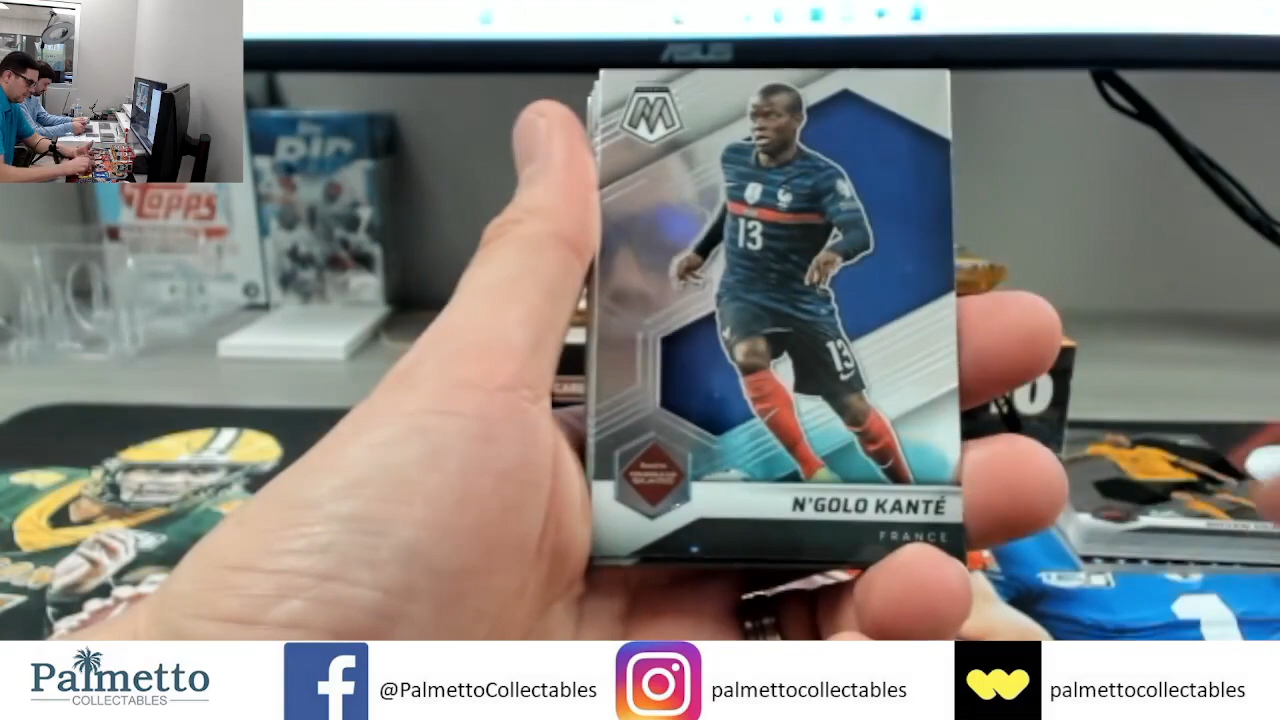 ASUS
Topps
13
13
N'GOLO KANTÉ
FRANCE
Palmetto
COLLECTABLES
@PalmettoCollectables
palmettocollectables
palmettocollectables